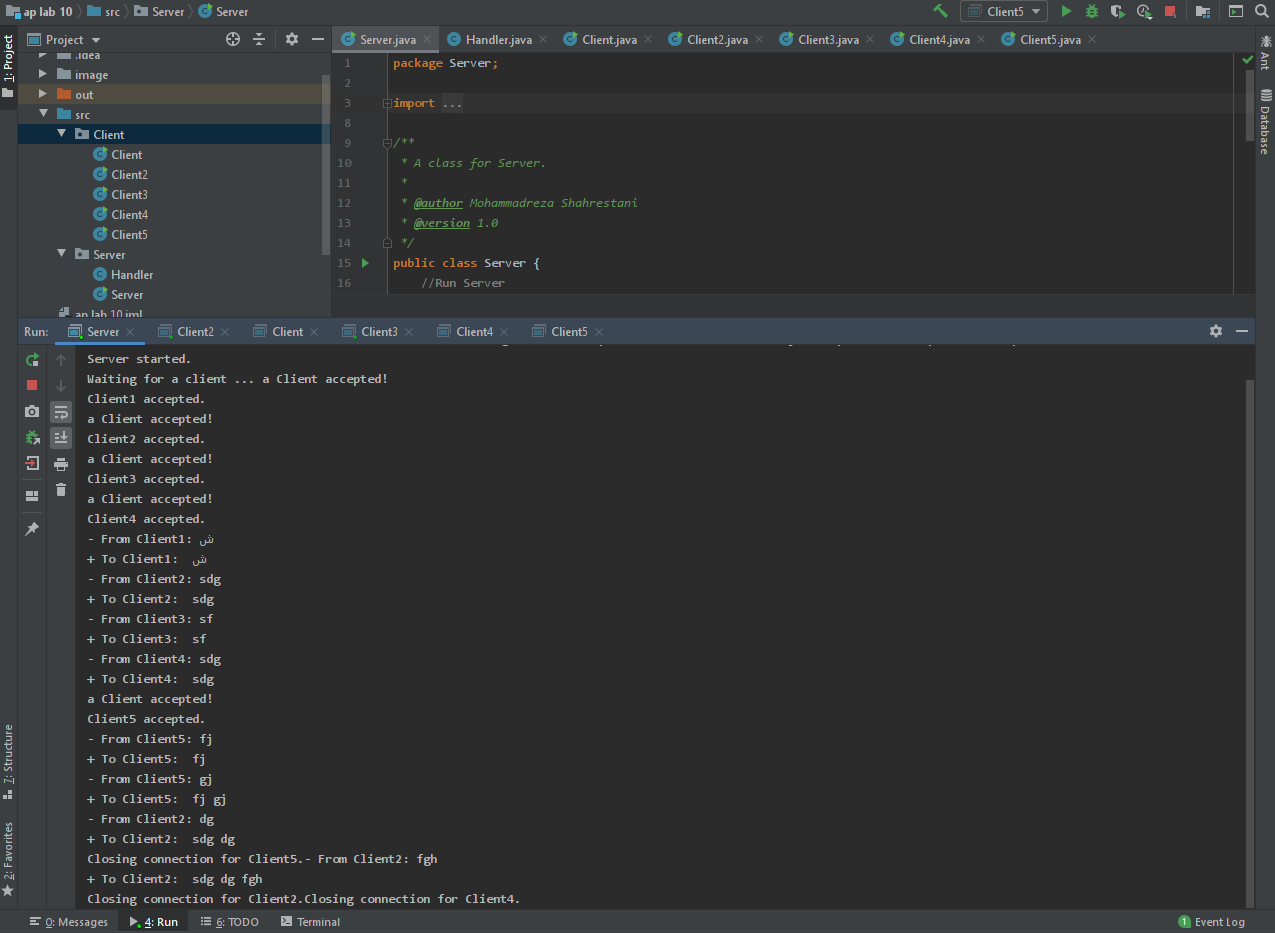 ap lab 10 src Server Server Client5
1: Project
Project
.idea
image
out
src
Client
Client
Client2
Client3
Client4
Client5
Server
Handler
Server
ap lab 10.iml
Server.java Handler.java Client.java Client2.java Client3.java Client4.java Client5.java
1 package Server;
2
3 import ...
8
9 /**
10 * A class for Server.
11 *
12 * @author Mohammadreza Shahrestani
13 * @version 1.0
14 */
15 public class Server {
16 //Run Server
Ant
Database
Run: Server Client2 Client Client3 Client4 Client5
Server started.
Waiting for a client ... a Client accepted!
Client1 accepted.
a Client accepted!
Client2 accepted.
a Client accepted!
Client3 accepted.
a Client accepted!
Client4 accepted.
- From Client1: ش
+ To Client1: ش
- From Client2: sdg
+ To Client2: sdg
- From Client3: sf
+ To Client3: sf
- From Client4: sdg
+ To Client4: sdg
a Client accepted!
Client5 accepted.
- From Client5: fj
+ To Client5: fj
- From Client5: gj
+ To Client5: fj gj
- From Client2: dg
+ To Client2: sdg dg
Closing connection for Client5.- From Client2: fgh
+ To Client2: sdg dg fgh
Closing connection for Client2.Closing connection for Client4.
7: Structure
2: Favorites
0: Messages 4: Run 6: TODO Terminal 1 Event Log